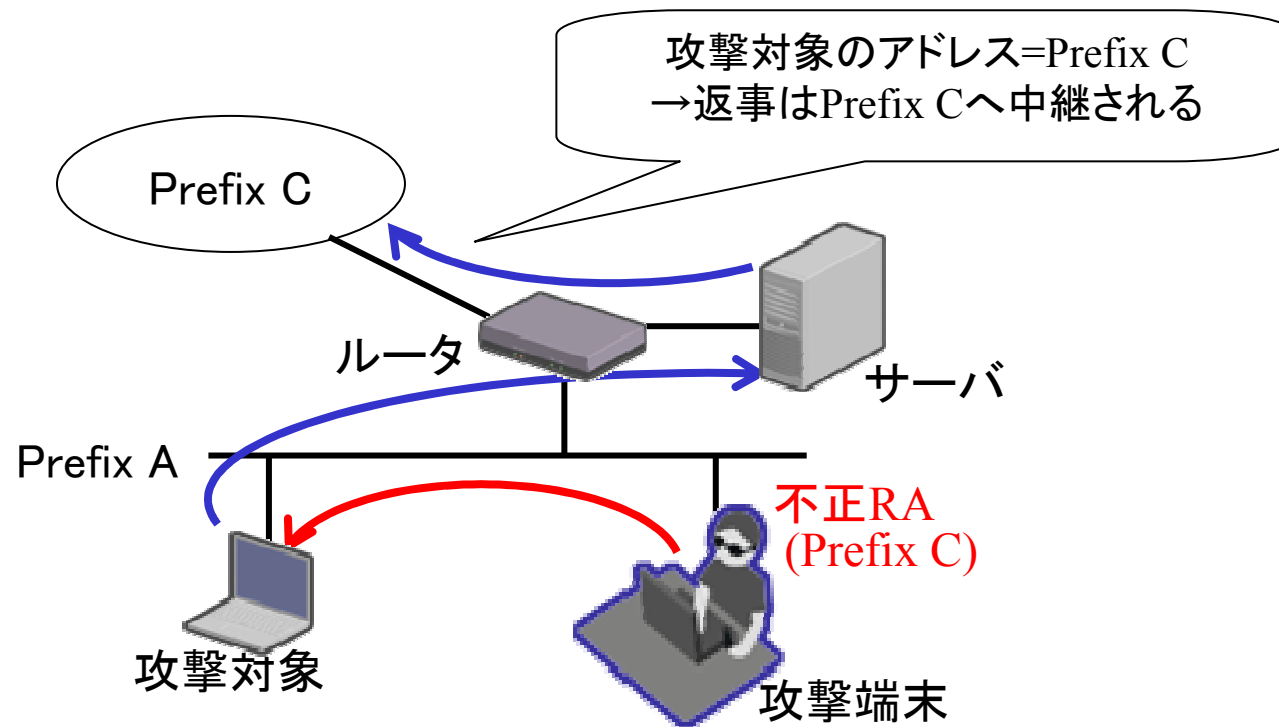 攻撃対象のアドレス=Prefix C
→返事はPrefix Cへ中継される
Prefix C
ルータ
サーバ
Prefix A
不正RA
(Prefix C)
攻撃対象
攻撃端末